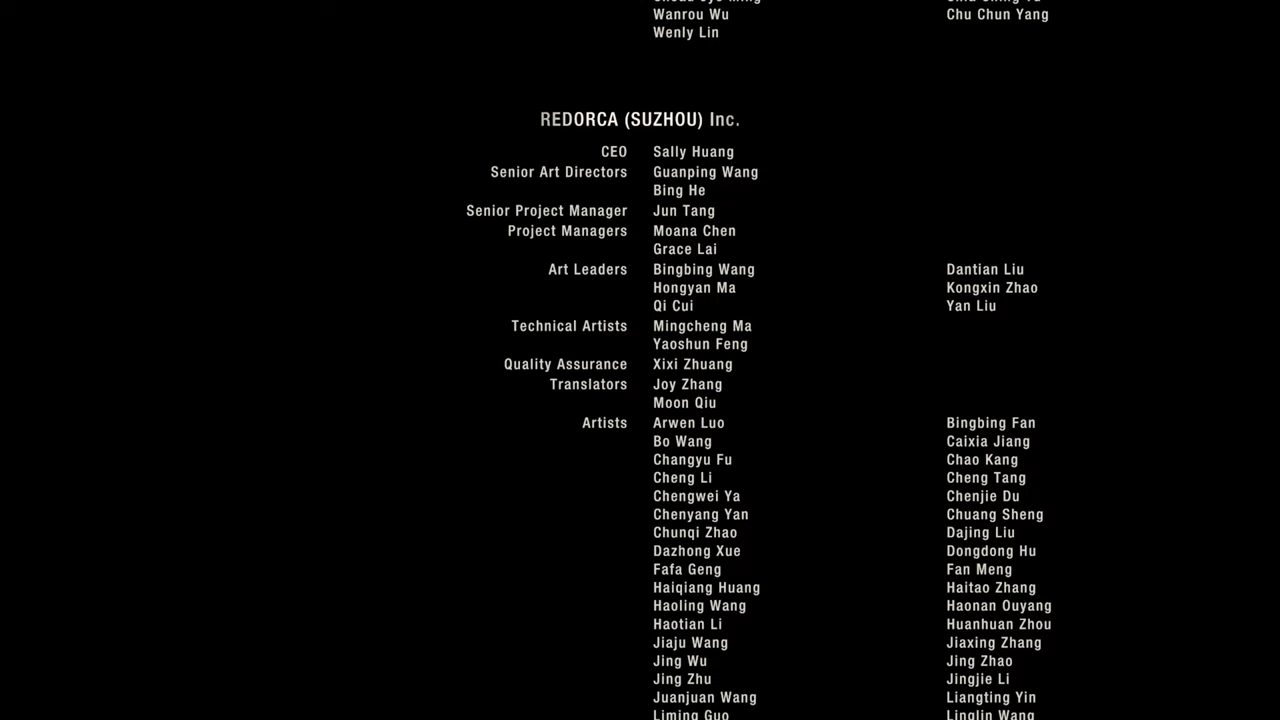 Wanrou Wu Chu Chun Yang
Wenly Lin
REDORCA (SUZHOU) Inc.
CEO Sally Huang
Senior Art Directors Guanping Wang
Bing He
Senior Project Manager Jun Tang
Project Managers Moana Chen
Grace Lai
Art Leaders Bingbing Wang Dantian Liu
Hongyan Ma Kongxin Zhao
Qi Cui Yan Liu
Technical Artists Mingcheng Ma
Yaoshun Feng
Quality Assurance Xixi Zhuang
Translators Joy Zhang
Moon Qiu
Artists Arwen Luo Bingbing Fan
Bo Wang Caixia Jiang
Changyu Fu Chao Kang
Cheng Li Cheng Tang
Chengwei Ya Chenjie Du
Chenyang Yan Chuang Sheng
Chunqi Zhao Dajing Liu
Dazhong Xue Dongdong Hu
Fafa Geng Fan Meng
Haiqiang Huang Haitao Zhang
Haoling Wang Haonan Ouyang
Haotian Li Huanhuan Zhou
Jiaju Wang Jiaxing Zhang
Jing Wu Jing Zhao
Jing Zhu Jingjie Li
Juanjuan Wang Liangting Yin
Liming Guo Linglin Wang